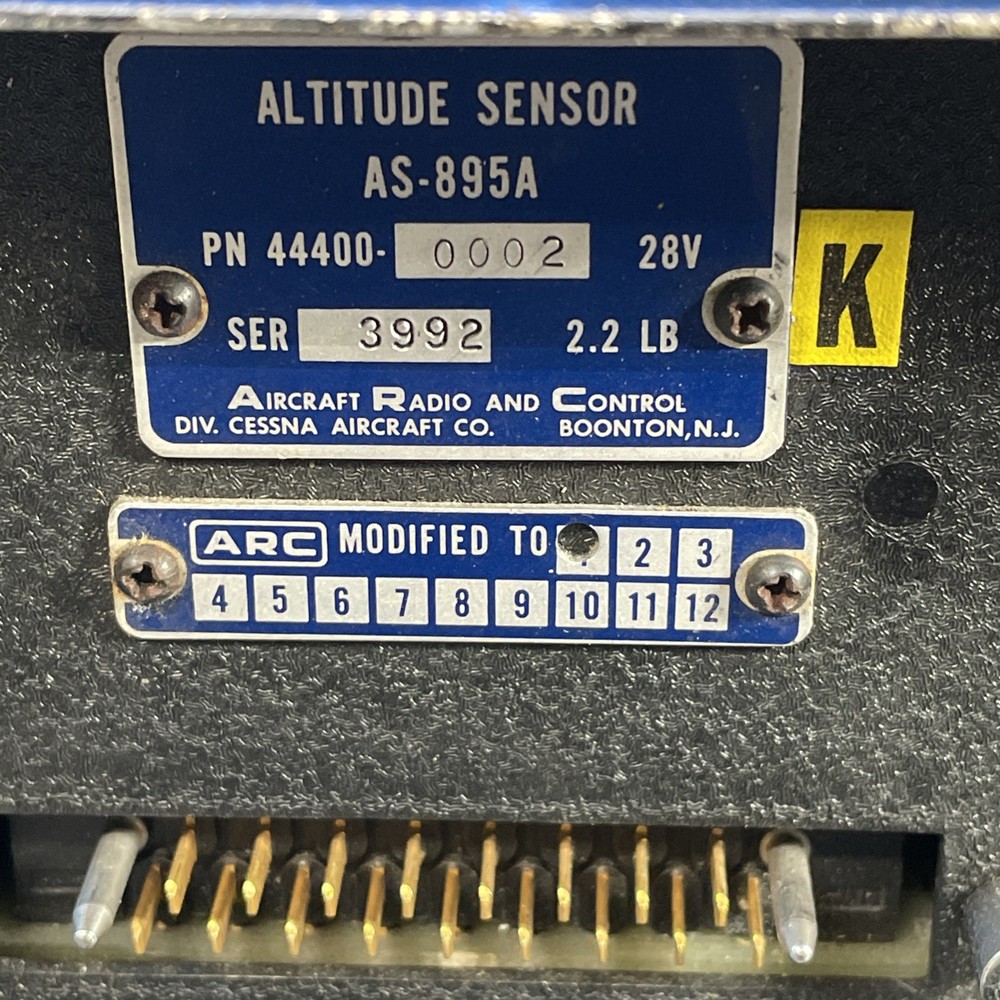 ALTITUDE SENSOR
AS-895A
PN 44400- 0002 28V
K
SER 3992 2.2 LB
AIRCRAFT RADIO AND CONTROL
DIV. CESSNA AIRCRAFT CO. BOONTON, N.J.
ARC MODIFIED TO 2 3
4 5 6 7 8 9 10 11 12